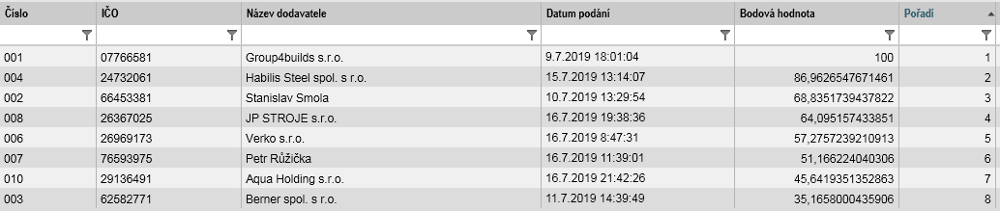 Číslo IČO Název dodavatele Datum podání Bodová hodnota Pořadí
001 07766581 Group4builds s.r.o. 9.7.2019 18:01:04 100 1
004 24732061 Habilis Steel spol. s r.o. 15.7.2019 13:14:07 86,9626547671461 2
002 66453381 Stanislav Smola 10.7.2019 13:29:54 68,8351739437822 3
008 26367025 JP STROJE s.r.o. 16.7.2019 19:38:36 64,095157433851 4
006 26969173 Verko s.r.o. 16.7.2019 8:47:31 57,2757239210913 5
007 76593975 Petr Růžička 16.7.2019 11:39:01 51,166224040306 6
010 29136491 Aqua Holding s.r.o. 16.7.2019 21:42:26 45,6419351352863 7
003 62582771 Berner spol. s r.o. 11.7.2019 14:39:49 35,1658000435906 8